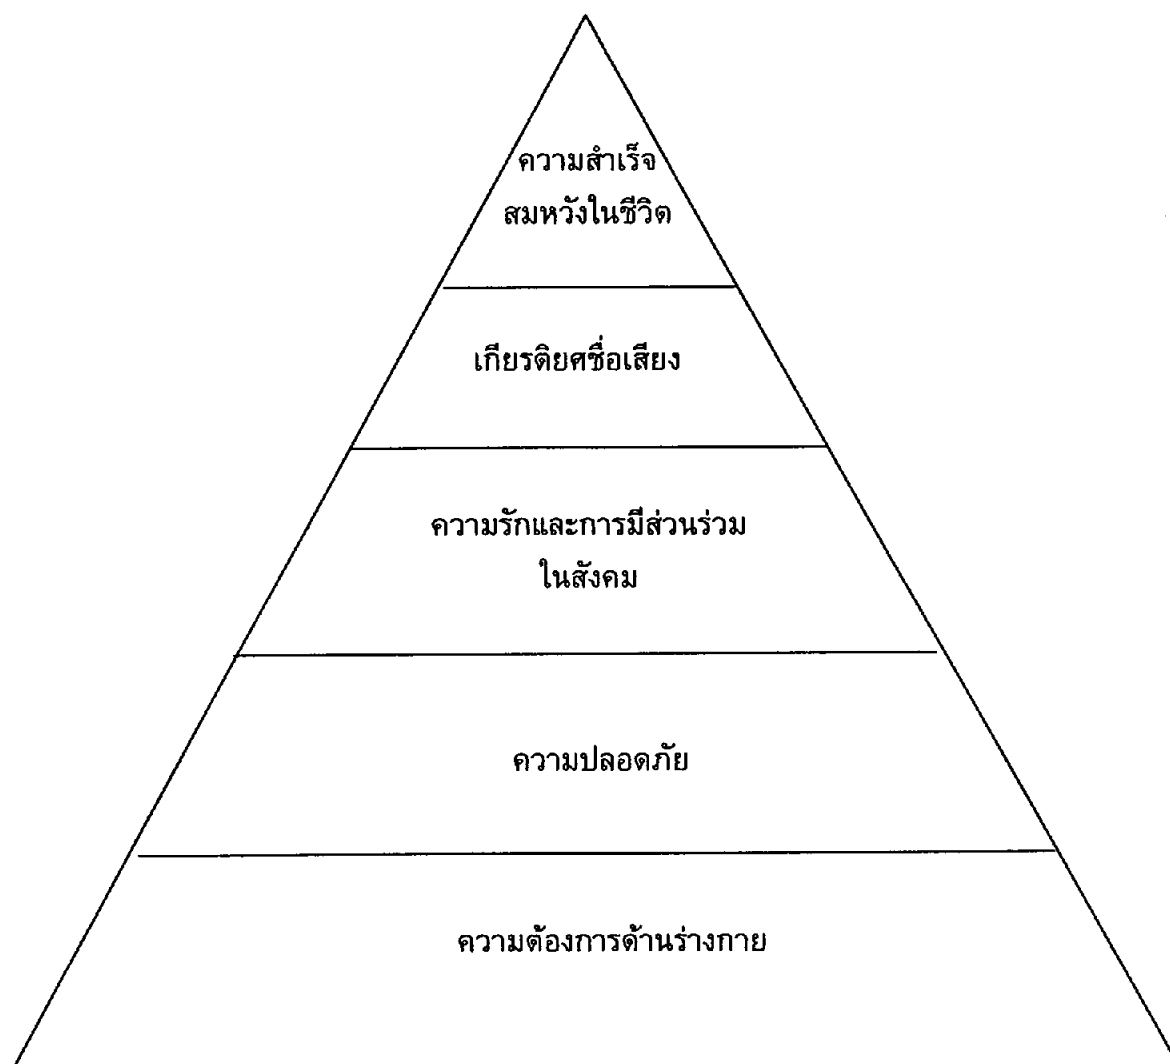 ความสำเร็จ
สมหวังในชีวิต
เกียรติยศชื่อเสียง
ความรักและการมีส่วนร่วม
ในสังคม
ความปลอดภัย
ความต้องการด้านร่างกาย